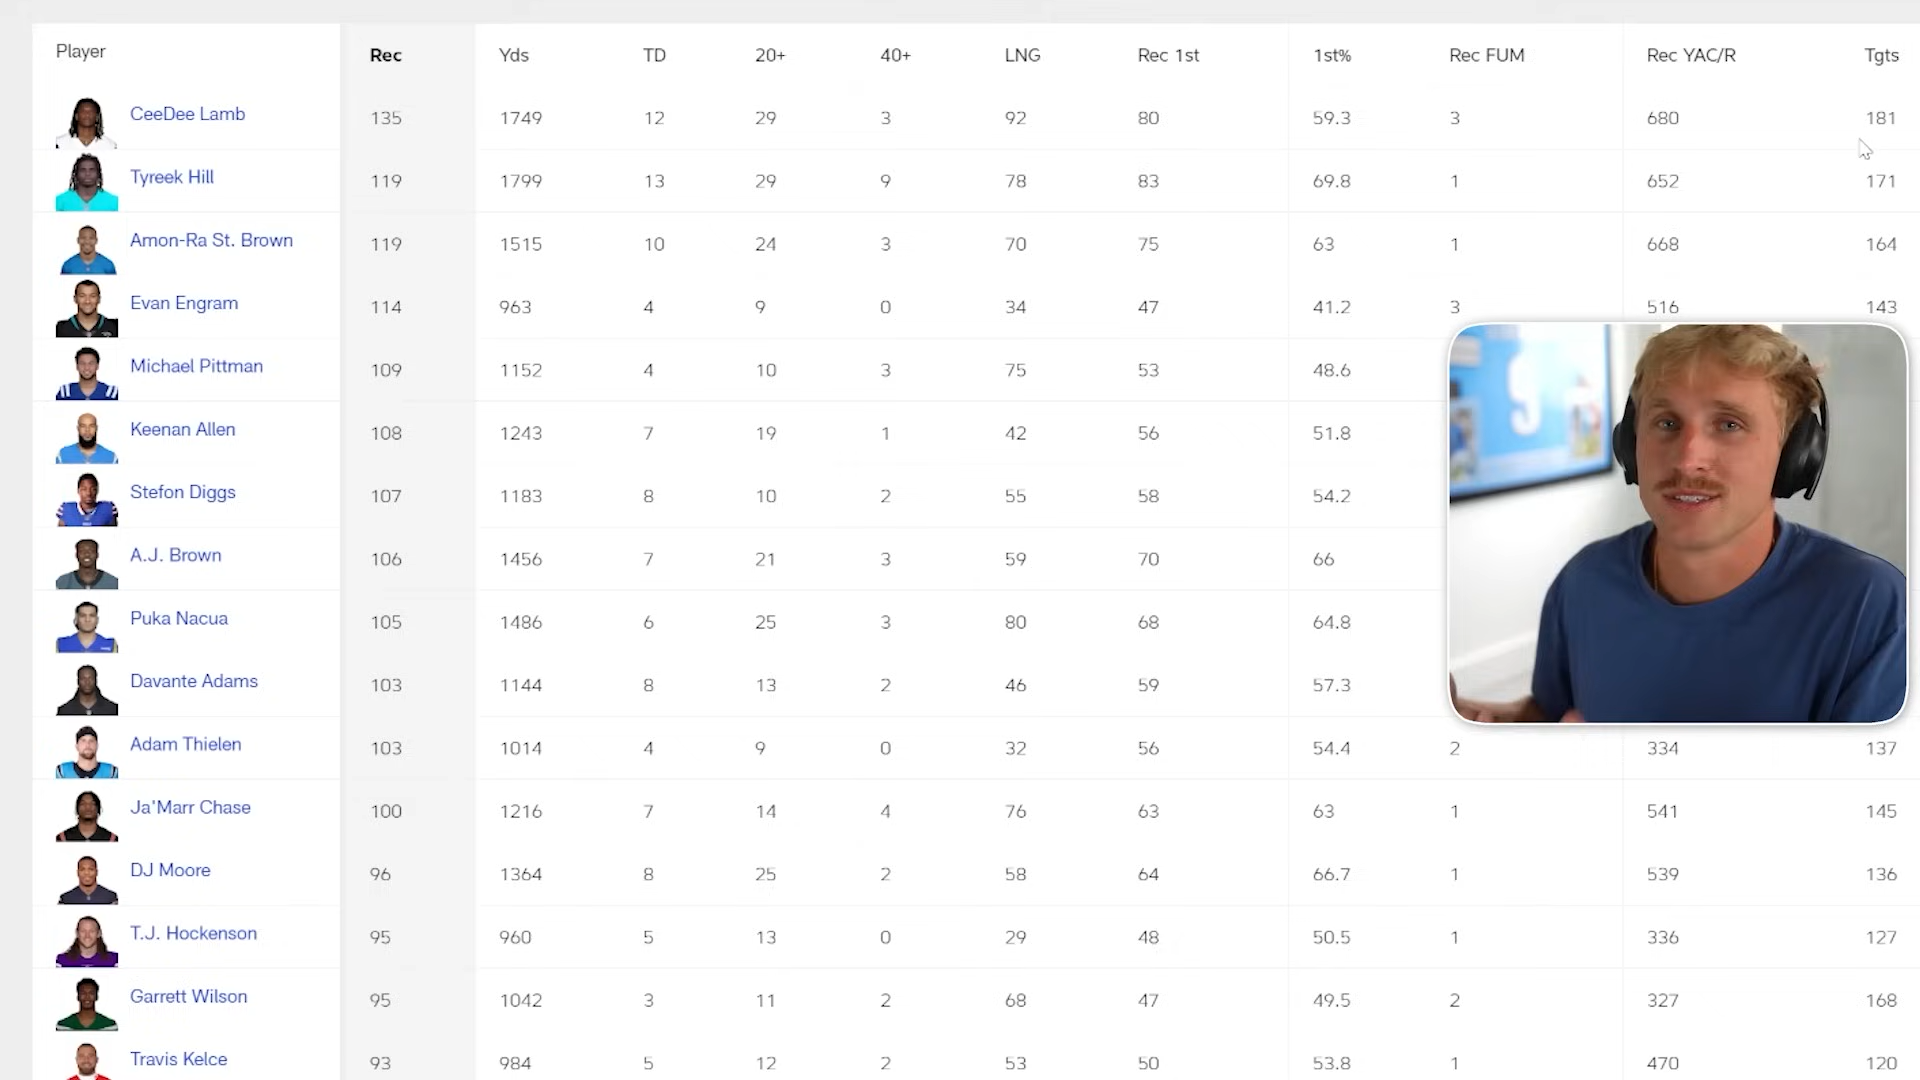 Player Rec Yds TD 20+ 40+ LNG Rec 1st 1st% Rec FUM Rec YAC/R Tgts
CeeDee Lamb 135 1749 12 29 3 92 80 59.3 3 680 181
Tyreek Hill 119 1799 13 29 9 78 83 69.8 1 652 171
Amon-Ra St. Brown 119 1515 10 24 3 70 75 63 1 668 164
Evan Engram 114 963 4 9 0 34 47 41.2 3 516 143
Michael Pittman 109 1152 4 10 3 75 53 48.6
Keenan Allen 108 1243 7 19 1 42 56 51.8
Stefon Diggs 107 1183 8 10 2 55 58 54.2
A.J. Brown 106 1456 7 21 3 59 70 66
Puka Nacua 105 1486 6 25 3 80 68 64.8
Davante Adams 103 1144 8 13 2 46 59 57.3
Adam Thielen 103 1014 4 9 0 32 56 54.4 2 334 137
Ja'Marr Chase 100 1216 7 14 4 76 63 63 1 541 145
DJ Moore 96 1364 8 25 2 58 64 66.7 1 539 136
T.J. Hockenson 95 960 5 13 0 29 48 50.5 1 336 127
Garrett Wilson 95 1042 3 11 2 68 47 49.5 2 327 168
Travis Kelce 93 984 5 12 2 53 50 53.8 1 470 120